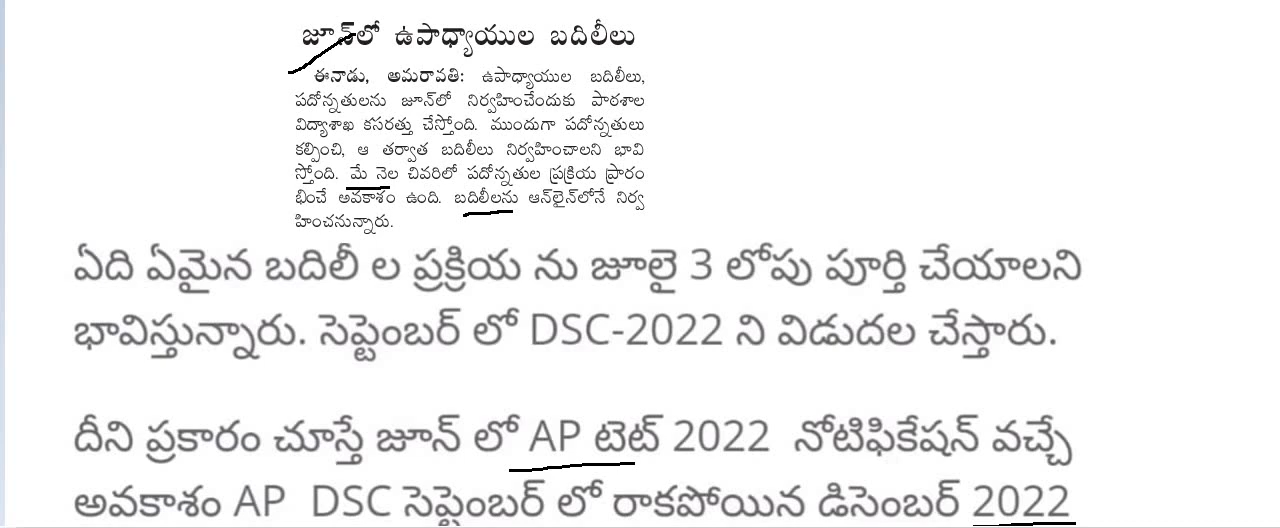 జూన్‌లో ఉపాధ్యాయుల బదిలీలు
ఈనాడు, అమరావతి: ఉపాధ్యాయుల బదిలీలు,
పదోన్నతులను జూన్‌లో నిర్వహించేందుకు పాఠశాల
విద్యాశాఖ కసరత్తు చేస్తోంది. ముందుగా పదోన్నతులు
కల్పించి, ఆ తర్వాత బదిలీలు నిర్వహించాలని భావి
స్తోంది. మే నెల చివరిలో పదోన్నతుల ప్రక్రియ ప్రారం
భించే అవకాశం ఉంది. బదిలీలను ఆన్‌లైన్‌లోనే నిర్వ
హించనున్నారు.
ఏది ఏమైన బదిలీ ల ప్రక్రియ ను జూలై 3 లోపు పూర్తి చేయాలని
భావిస్తున్నారు. సెప్టెంబర్ లో DSC-2022 ని విడుదల చేస్తారు.
దీని ప్రకారం చూస్తే జూన్ లో AP టెట్ 2022 నోటిఫికేషన్ వచ్చే
అవకాశం AP DSC సెప్టెంబర్ లో రాకపోయిన డిసెంబర్ 2022